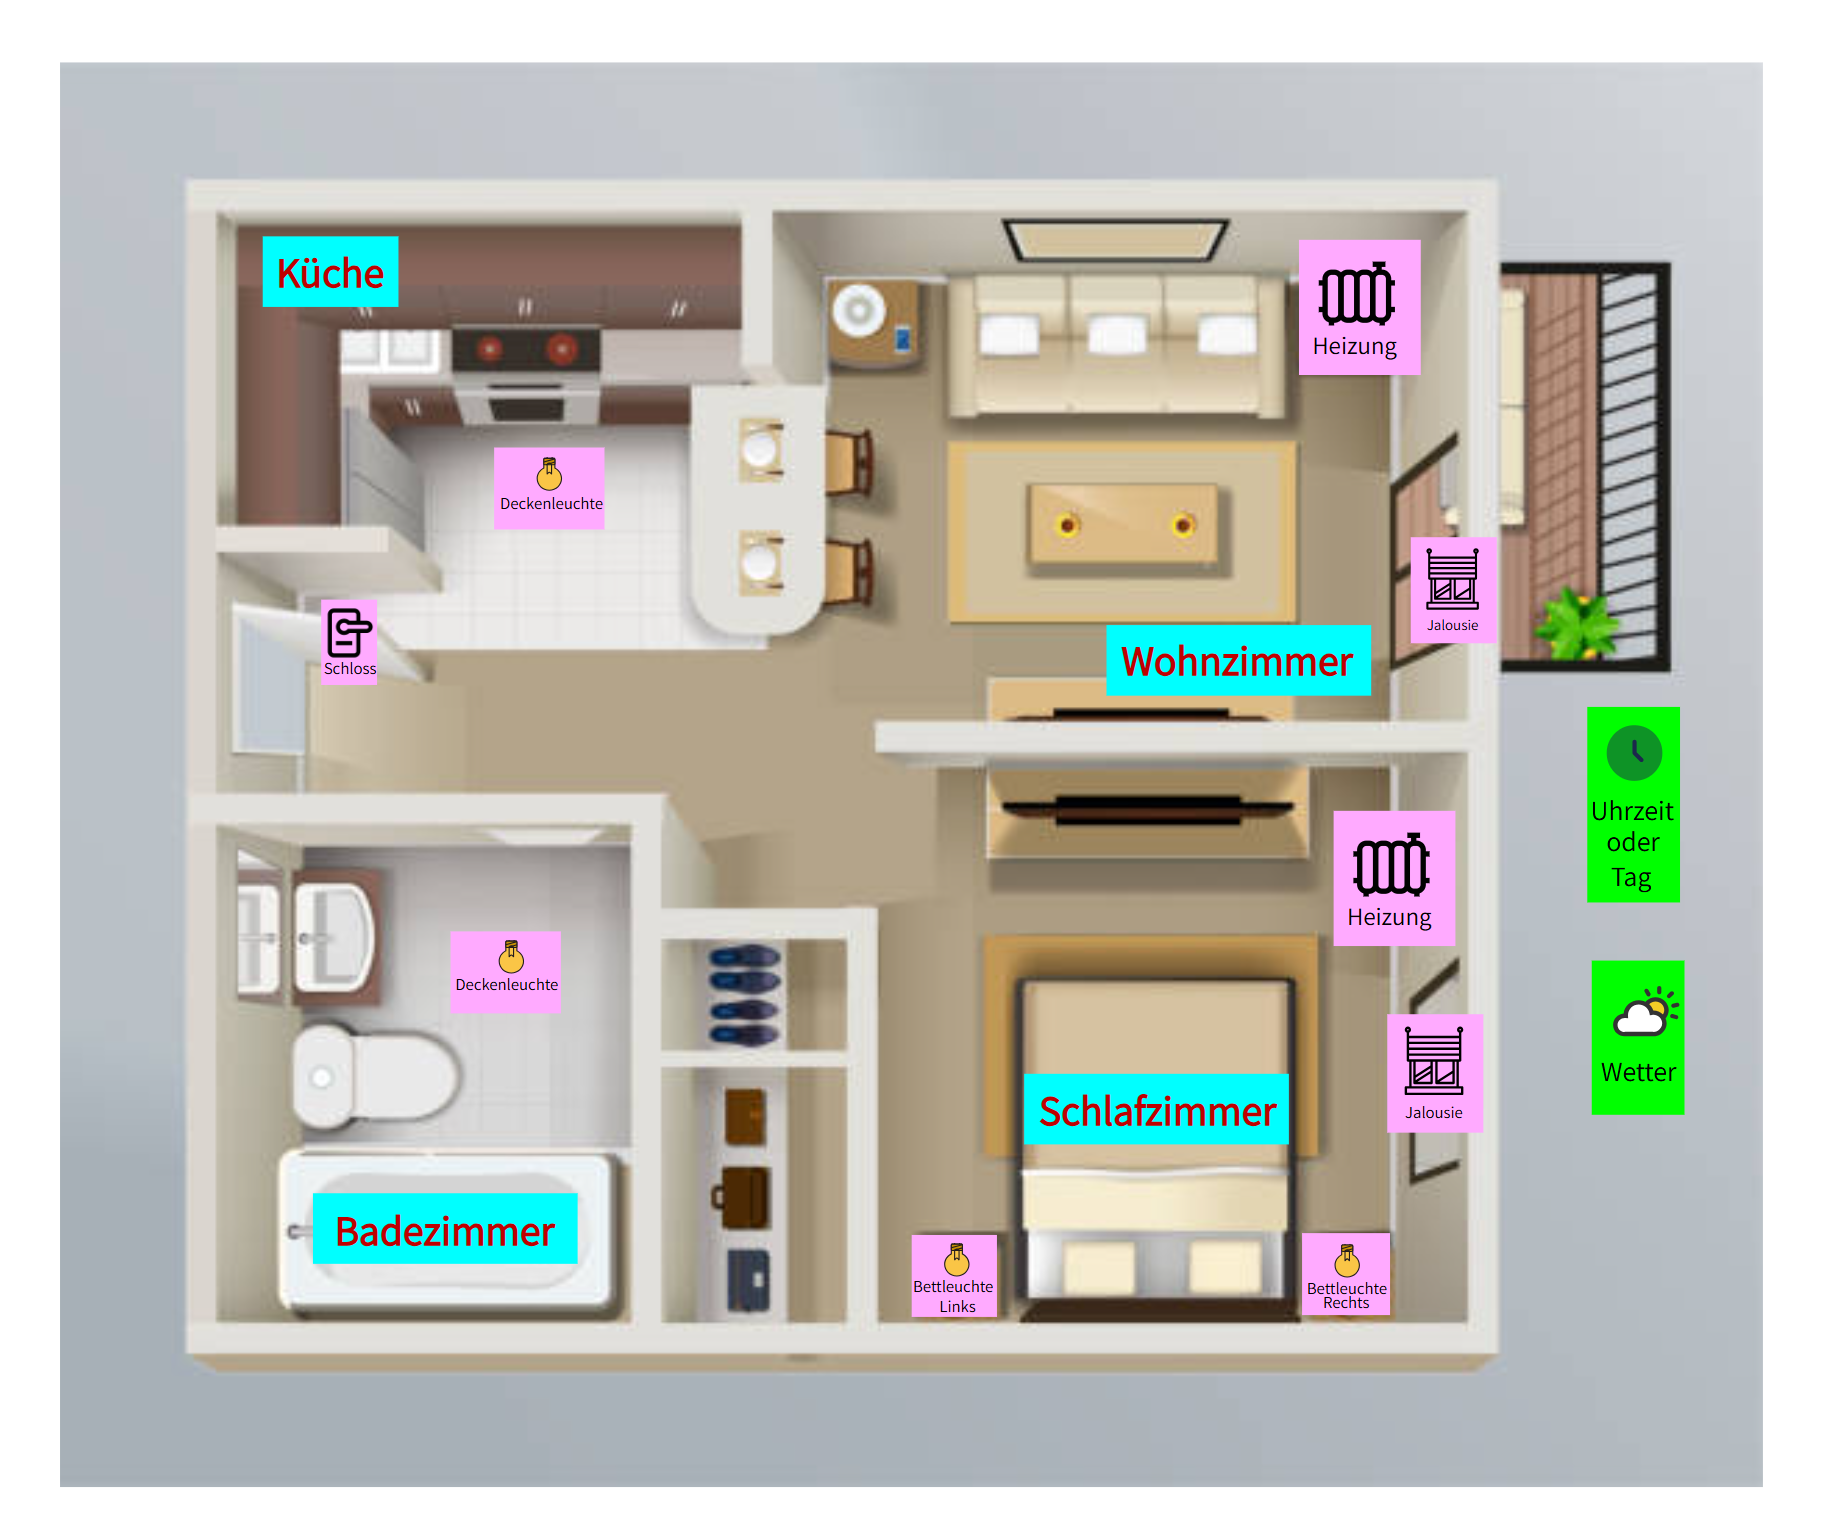 Küche
Heizung
Deckenleuchte
Jalousie
Schloss
Wohnzimmer
Uhrzeit
oder
Tag
Heizung
Deckenleuchte
Wetter
Schlafzimmer
Jalousie
Badezimmer
Bettleuchte
Links
Bettleuchte
Rechts